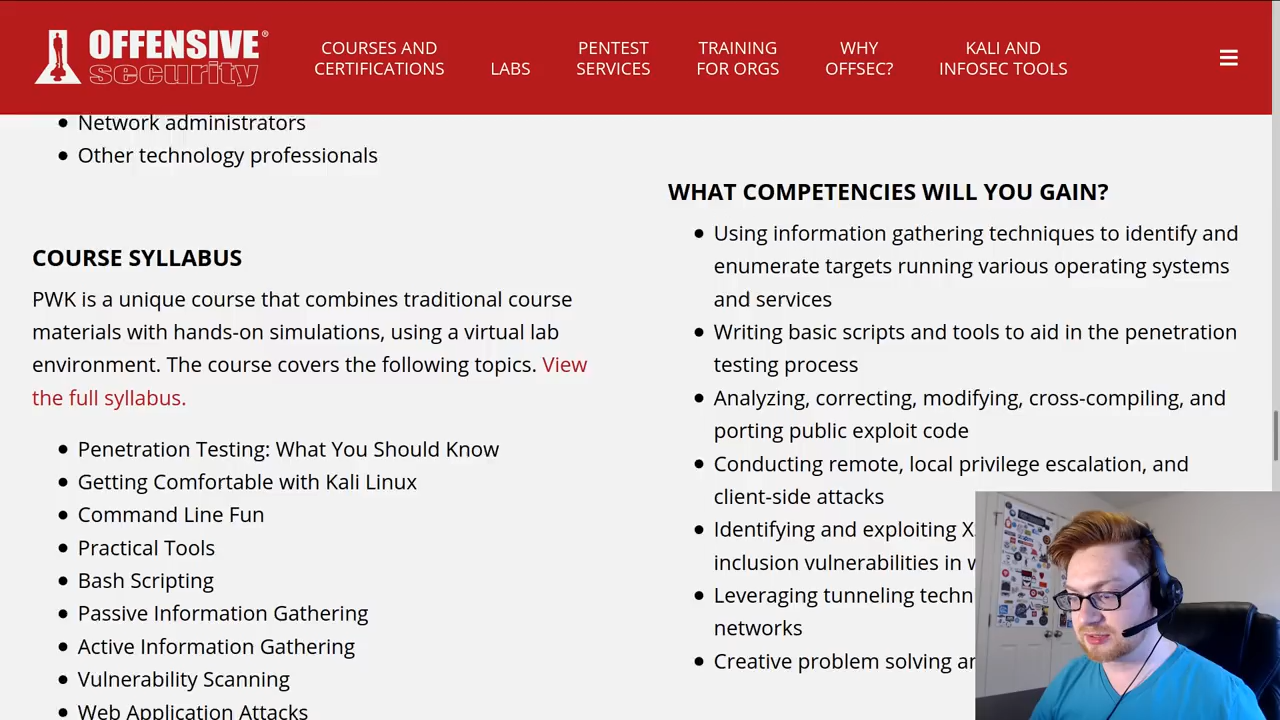 OFFENSIVE®
security
COURSES AND
CERTIFICATIONS
LABS
PENTEST
SERVICES
TRAINING
FOR ORGS
WHY
OFFSEC?
KALI AND
INFOSEC TOOLS
Network administrators
Other technology professionals
COURSE SYLLABUS
PWK is a unique course that combines traditional course
materials with hands-on simulations, using a virtual lab
environment. The course covers the following topics. View
the full syllabus.
Penetration Testing: What You Should Know
Getting Comfortable with Kali Linux
Command Line Fun
Practical Tools
Bash Scripting
Passive Information Gathering
Active Information Gathering
Vulnerability Scanning
Web Application Attacks
WHAT COMPETENCIES WILL YOU GAIN?
Using information gathering techniques to identify and
enumerate targets running various operating systems
and services
Writing basic scripts and tools to aid in the penetration
testing process
Analyzing, correcting, modifying, cross-compiling, and
porting public exploit code
Conducting remote, local privilege escalation, and
client-side attacks
Identifying and exploiting
inclusion vulnerabilities in
Leveraging tunneling
networks
Creative problem solving